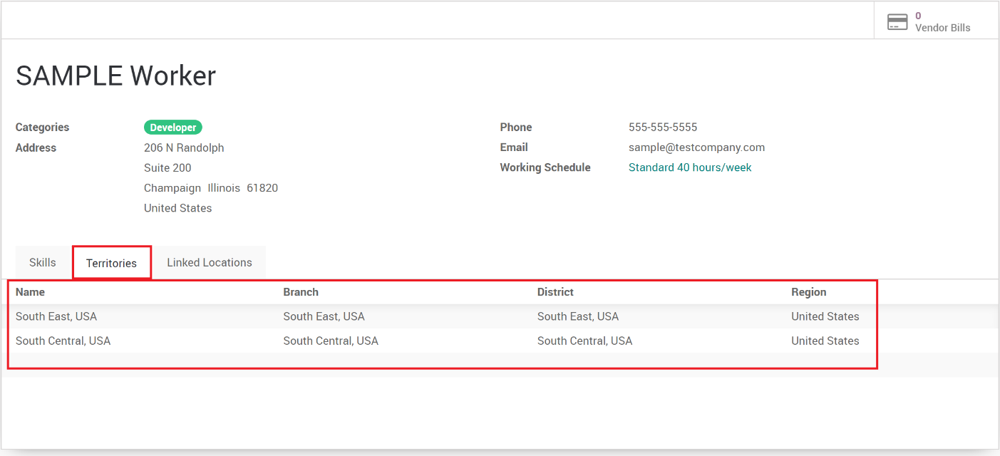 0
Vendor Bills
SAMPLE Worker
Categories Developer
Address 206 N Randolph
Suite 200
Champaign Illinois 61820
United States
Phone 555-555-5555
Email sample@testcompany.com
Working Schedule Standard 40 hours/week
Skills Territories Linked Locations
Name Branch District Region
South East, USA South East, USA South East, USA United States
South Central, USA South Central, USA South Central, USA United States